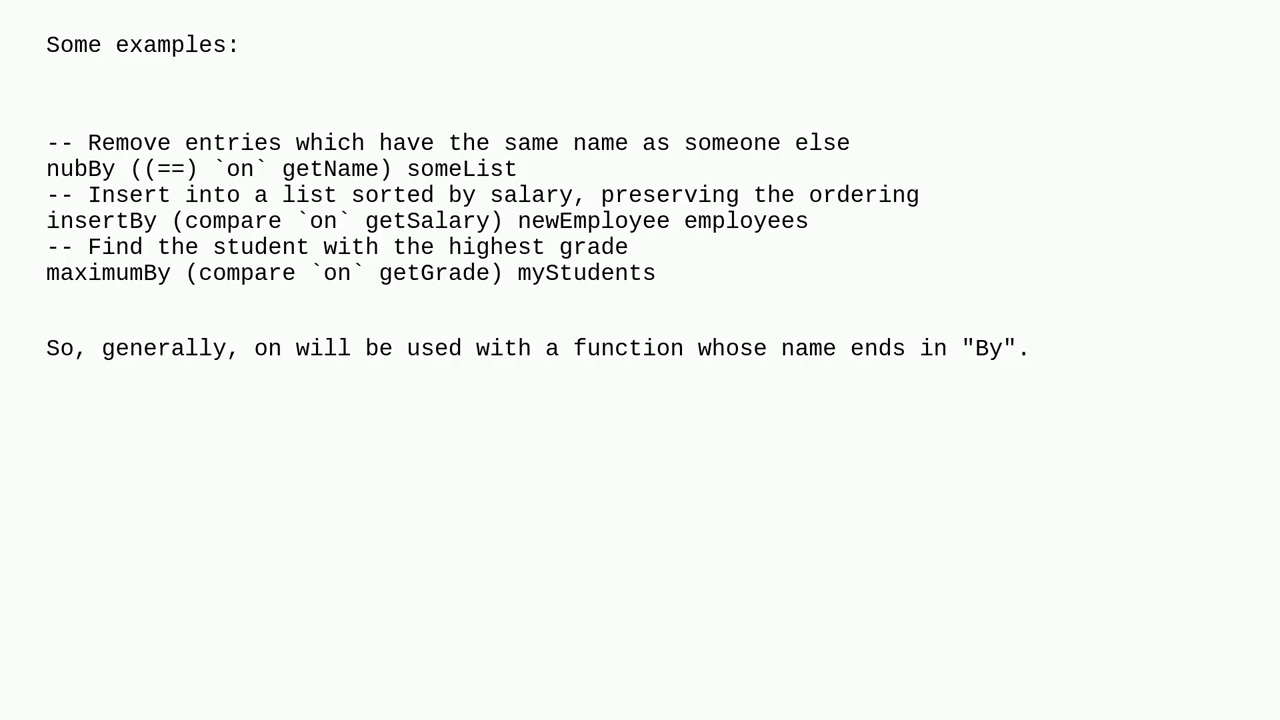 Some examples:
-- Remove entries which have the same name as someone else
nubBy ((==) `on` getName) someList
-- Insert into a list sorted by salary, preserving the ordering
insertBy (compare `on` getSalary) newEmployee employees
-- Find the student with the highest grade
maximumBy (compare `on` getGrade) myStudents
So, generally, on will be used with a function whose name ends in "By".